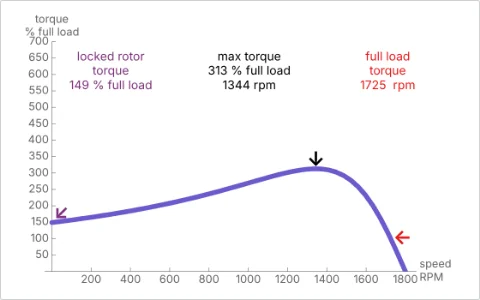 torque
% full load
700
650
600
550
500
450
400
350
300
250
200
150
100
50
locked rotor
torque
149 % full load
max torque
313 % full load
1344 rpm
full load
torque
1725 rpm
200
400
600
800
1000
1200
1400
1600
1800
speed
RPM